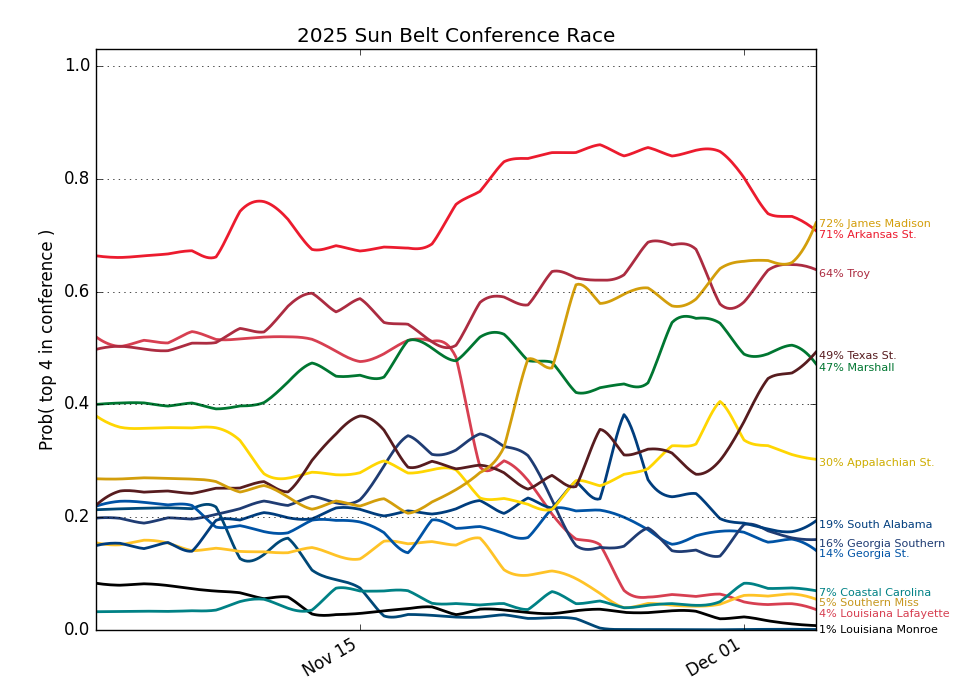 2025 Sun Belt Conference Race
Prob( top 4 in conference )
1.0
0.8
0.6
0.4
0.2
0.0
Nov 15
Dec 01
72% James Madison
71% Arkansas St.
64% Troy
49% Texas St.
47% Marshall
30% Appalachian St.
19% South Alabama
16% Georgia Southern
14% Georgia St.
7% Coastal Carolina
5% Southern Miss
4% Louisiana Lafayette
1% Louisiana Monroe